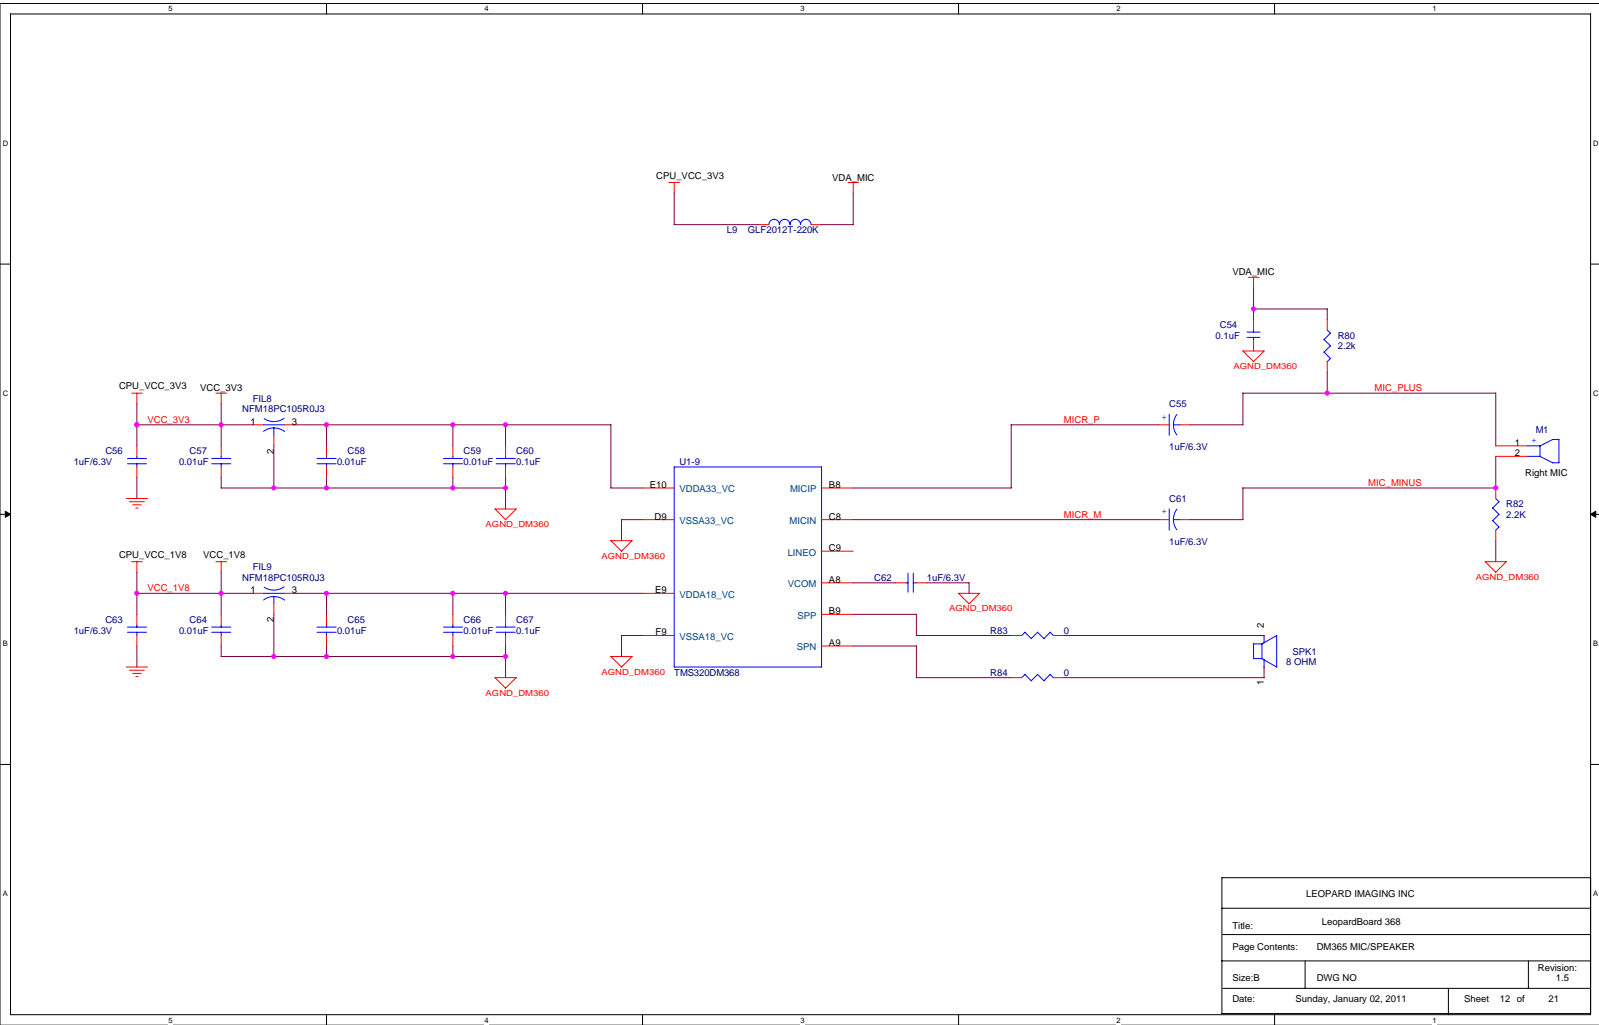 5 4 3 2 1
D D
CPU_VCC_3V3 VDA_MIC
L9 GLF2012T-220K
VDA_MIC
C54
0.1uF
R80
2.2k
AGND_DM360
CPU_VCC_3V3 VCC_3V3
C C
MIC_PLUS
FIL8
NFM18PC105R0J3
C55
VCC_3V3 1 3
MICR_P +
1uF/6.3V
2
M1
+
1
2
Right MIC
C56
1uF/6.3V
C57
0.01uF
C58
0.01uF
C59
0.01uF
C60
0.1uF
U1-9
E10 VDDA33_VC MICIP B8
MIC_MINUS
C61
D9 VSSA33_VC MICIN C8
MICR_M +
1uF/6.3V
R82
2.2K
AGND_DM360
AGND_DM360
LINEO C9
CPU_VCC_1V8 VCC_1V8
FIL9
NFM18PC105R0J3
AGND_DM360
VCC_1V8 1 3
2
E9 VDDA18_VC VCOM A8
C62 1uF/6.3V
AGND_DM360
SPP B9
C63
1uF/6.3V
C64
0.01uF
C65
0.01uF
C66
0.01uF
C67
0.1uF
F9 VSSA18_VC SPN A9
R83 0
2
SPK1
8 OHM
1
R84 0
B B
AGND_DM360
TMS320DM368
AGND_DM360
A A
LEOPARD IMAGING INC
Title: LeopardBoard 368
Page Contents: DM365 MIC/SPEAKER
Size:B DWG NO Revision:
1.5
Date: Sunday, January 02, 2011 Sheet 12 of 21
5 4 3 2 1